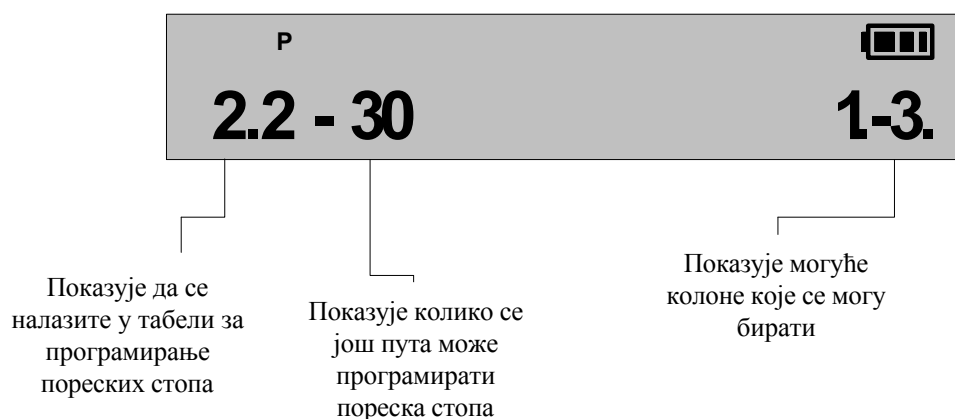 P
2.2 - 30 1.-3.
Показује да се
налазите у табели за
програмирање
пореских стопа
Показује колико се
још пута може
програмирати
пореска стопа
Показује могуће
колоне које се могу
бирати